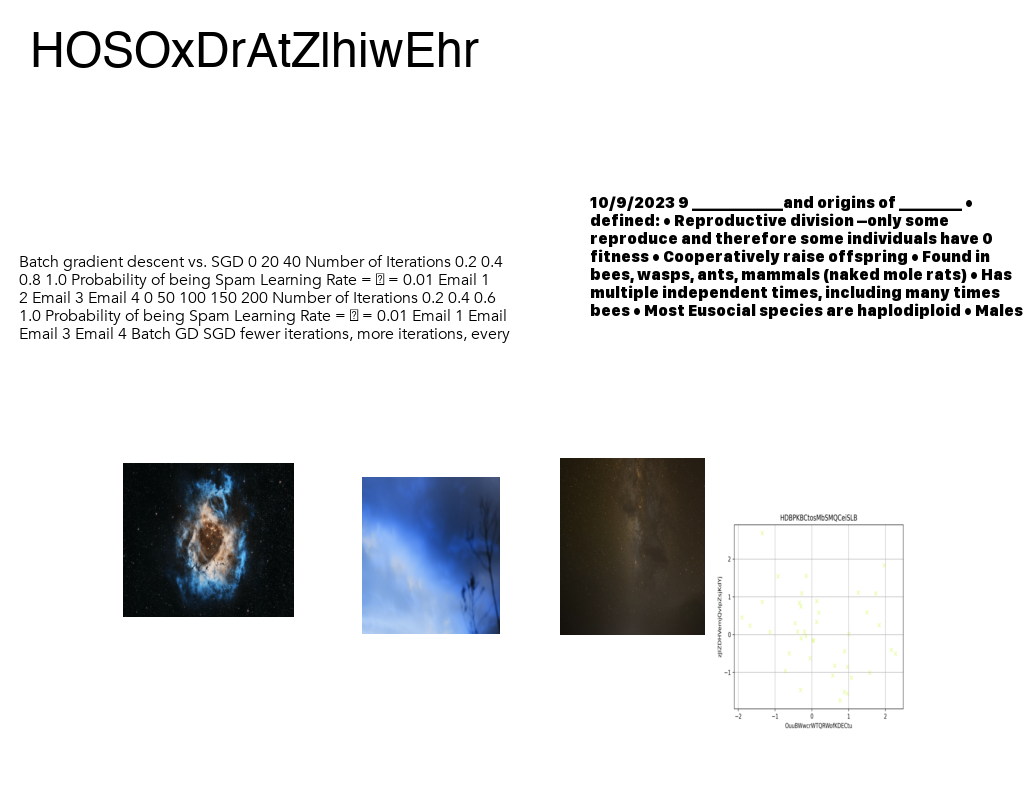 HOSOxDrAtZIhiwEhr
10/9/2023 9 ____________and origins of ________ •
defined: • Reproductive division –only some
reproduce and therefore some individuals have 0
fitness • Cooperatively raise offspring • Found in
bees, wasps, ants, mammals (naked mole rats) • Has
multiple independent times, including many times
bees • Most Eusocial species are haplodiploid • Males
Batch gradient descent vs. SGD 0 20 40 Number of Iterations 0.2 0.4
0.8 1.0 Probability of being Spam Learning Rate = = 0.01 Email 1
2 Email 3 Email 4 0 50 100 150 200 Number of Iterations 0.2 0.4 0.6
1.0 Probability of being Spam Learning Rate = = 0.01 Email 1 Email
Email 3 Email 4 Batch GD SGD fewer iterations, more iterations, every
HDBPKBCtosMbSMQCeiSLB
2
1
0
−1
−2 −1 0 1 2